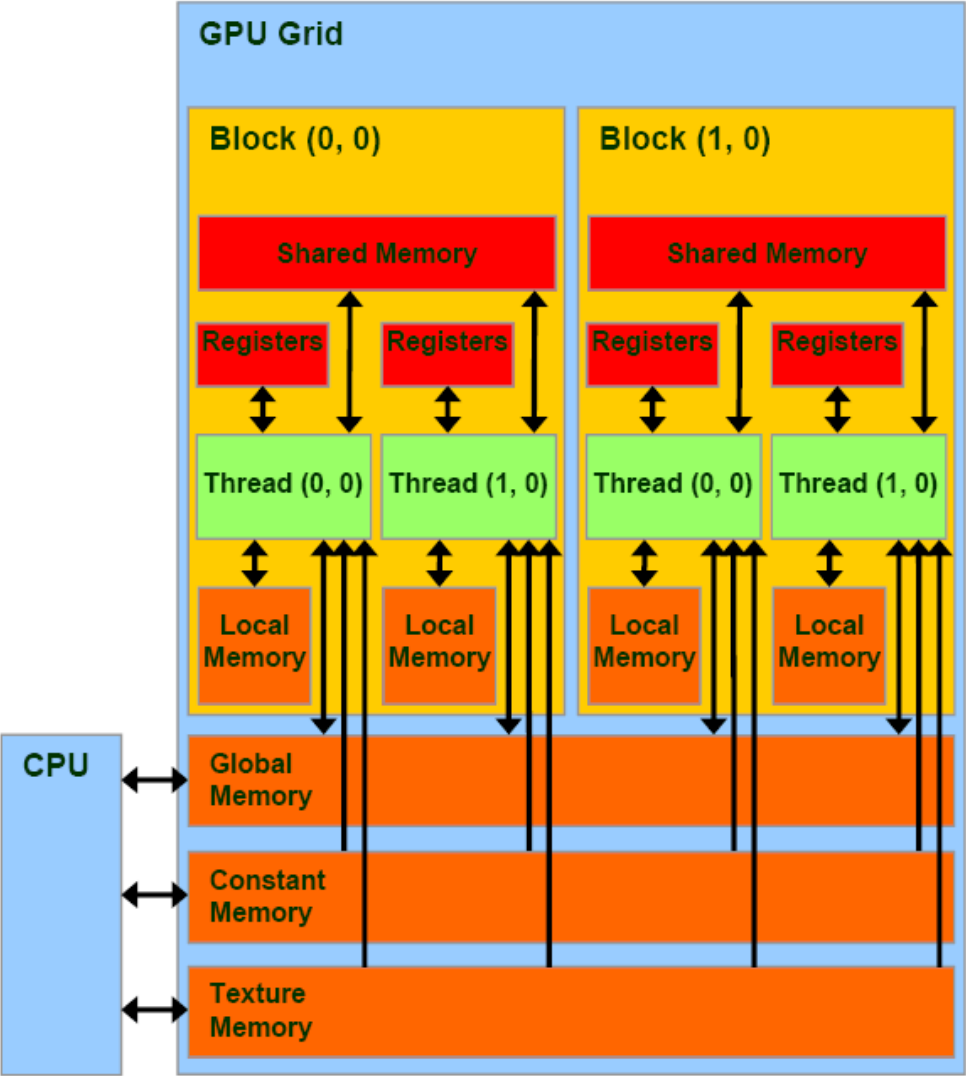 GPU Grid
Block (0, 0)
Block (1, 0)
Shared Memory
Shared Memory
Registers
Registers
Registers
Registers
Thread (0, 0)
Thread (1, 0)
Thread (0, 0)
Thread (1, 0)
Local
Memory
Local
Memory
Local
Memory
Local
Memory
CPU
Global
Memory
Constant
Memory
Texture
Memory